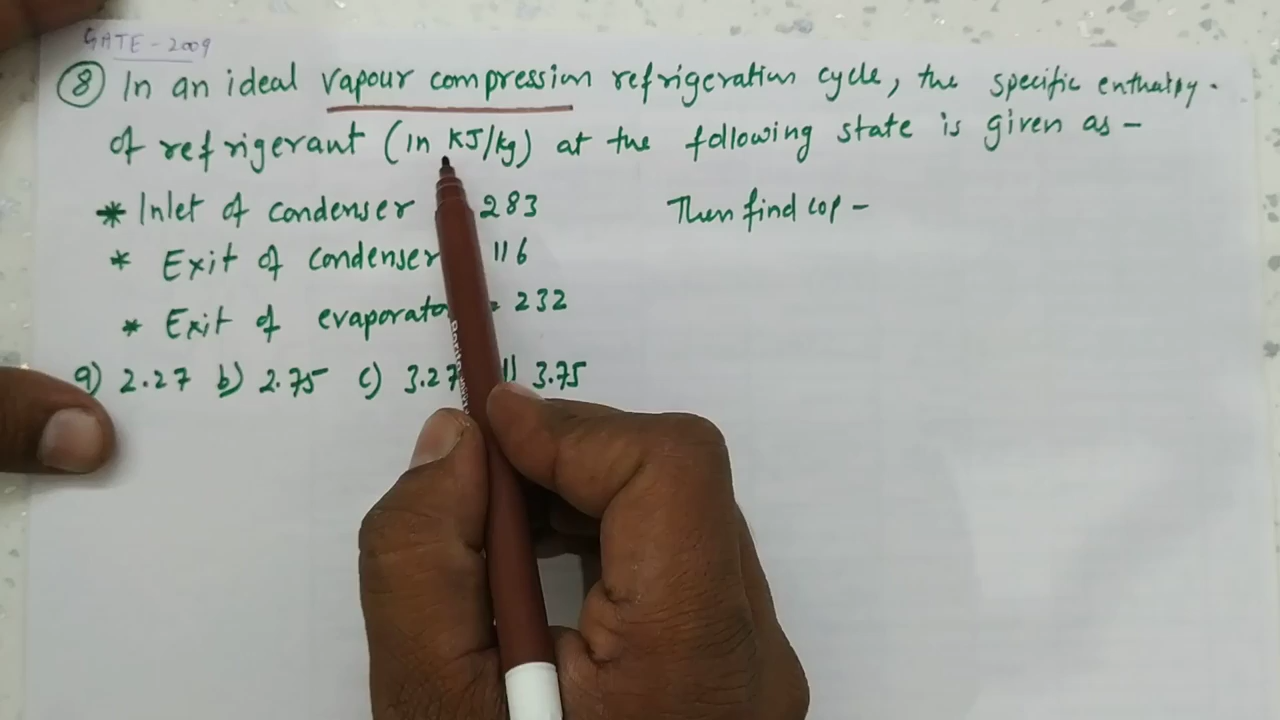 GATE - 2009
⑧ In an ideal vapour compression refrigeration cycle, the specific enthalpy.
of refrigerant (in KJ/kg) at the following state is given as -
* Inlet of condenser 283 Then find cop -
* Exit of condenser 116
* Exit of evaporator = 232
a) 2.27 b) 2.75 c) 3.27 3.75